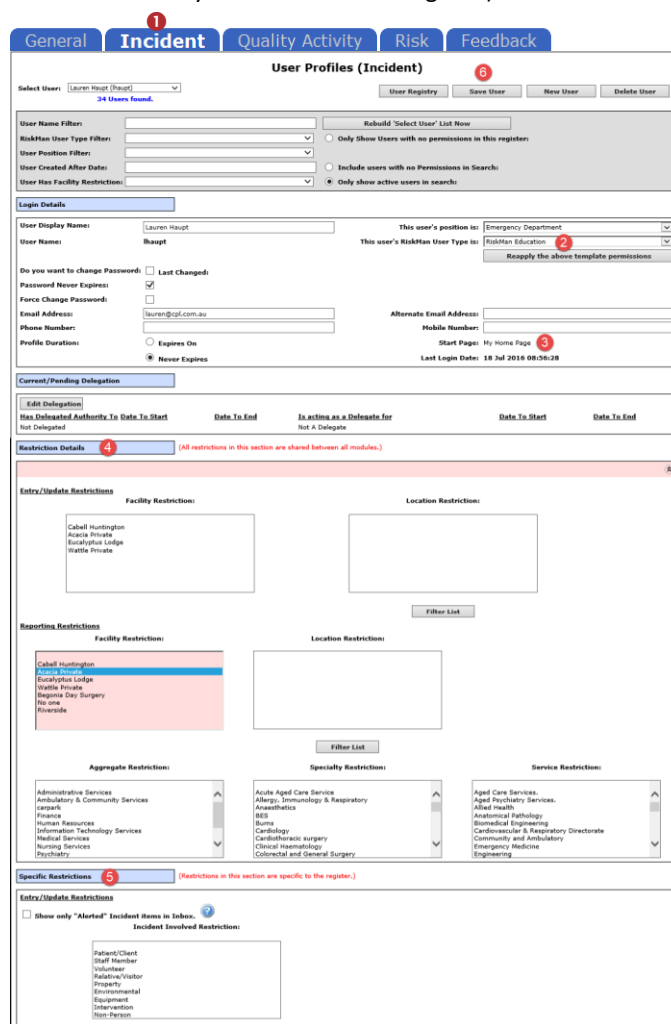 1
General Incident Quality Activity Risk Feedback
User Profiles (Incident)
6
Select User: Lauren Haupt (lhaupt)
34 Users found.
User Registry Save User New User Delete User
User Name Filter: Rebuild 'Select User' List Now
RiskMan User Type Filter: Only Show Users with no permissions in this register:
User Position Filter:
User Created After Date: Include users with no Permissions in Search:
User Has Facility Restriction: Only show active users in search:
Login Details
User Display Name: Lauren Haupt This user's position is: Emergency Department
User Name: lhaupt This user's RiskMan User Type is: RiskMan Education 2
Reapply the above template permissions
Do you want to change Password: Last Changed:
Password Never Expires:
Force Change Password:
Email Address: lauren@cpl.com.au Alternate Email Address:
Phone Number: Mobile Number:
Profile Duration: Expires On Start Page: My Home Page 3
Never Expires Last Login Date: 18 Jul 2016 08:56:28
Current/Pending Delegation
Edit Delegation
Has Delegated Authority To Date To Start Date To End Is acting as a Delegate for Date To Start Date To End
Not Delegated Not A Delegate
Restriction Details 4 (All restrictions in this section are shared between all modules.)
Entry/Update Restrictions
Facility Restriction: Location Restriction:
Cabell Huntington
Acacia Private
Eucalyptus Lodge
Wattle Private
Filter List
Reporting Restrictions
Facility Restriction: Location Restriction:
Cabell Huntington
Acacia Private
Eucalyptus Lodge
Wattle Private
Begonia Day Surgery
No one
Riverside
Filter List
Aggregate Restriction: Specialty Restriction: Service Restriction:
Administrative Services Acute Aged Care Service Aged Care Services.
Ambulatory & Community Services Allergy, Immunology & Respiratory Aged Psychiatry Services.
carpark Anaesthetics Allied Health
Finance BES Anatomical Pathology
Human Resources Burns Biomedical Engineering
Information Technology Services Cardiology Cardiovascular & Respiratory Directorate
Medical Services Cardiothoracic surgery Community and Ambulatory
Nursing Services Clinical Haematology Emergency Medicine
Psychiatry Colorectal and General Surgery Engineering
Specific Restrictions 5 (Restrictions in this section are specific to the register.)
Entry/Update Restrictions
Show only "Alerted" Incident items in Inbox. ?
Incident Involved Restriction:
Patient/Client
Staff Member
Volunteer
Relative/Visitor
Property
Environmental
Equipment
Intervention
Non-Person